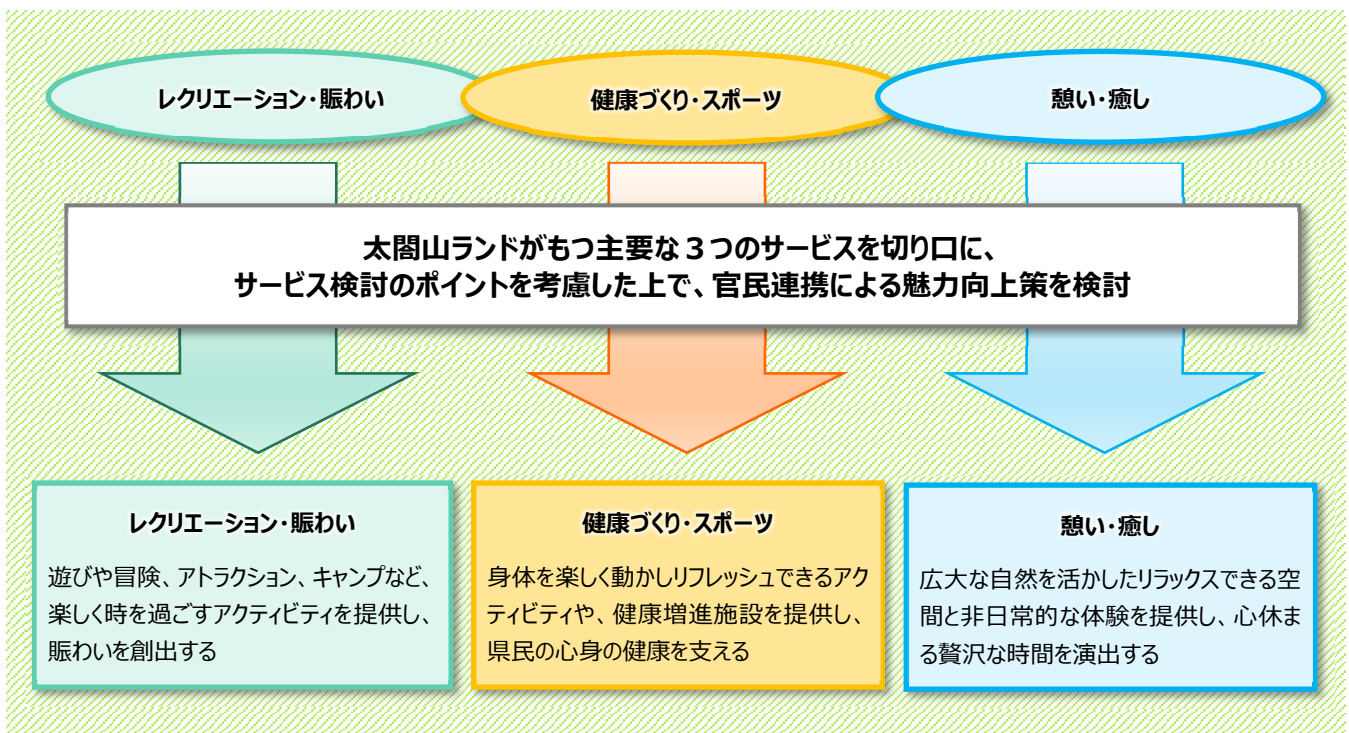 レクリエーション・賑わい
健康づくり・スポーツ
憩い・癒し
太閤山ランドがもつ主要な３つのサービスを切り口に、
サービス検討のポイントを考慮した上で、官民連携による魅力向上策を検討
レクリエーション・賑わい
遊びや冒険、アトラクション、キャンプなど、
楽しく時を過ごすアクティビティを提供し、
賑わいを創出する
健康づくり・スポーツ
身体を楽しく動かしリフレッシュできるアク
ティビティや、健康増進施設を提供し、
県民の心身の健康を支える
憩い・癒し
広大な自然を活かしたリラックスできる空
間と非日常的な体験を提供し、心休ま
る贅沢な時間を演出する